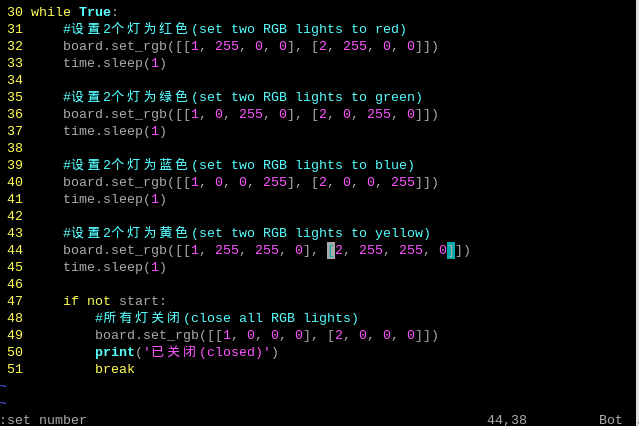 30 while True:
31     #设置2个灯为红色(set two RGB lights to red)
32     board.set_rgb([[1, 255, 0, 0], [2, 255, 0, 0]])
33     time.sleep(1)
34
35     #设置2个灯为绿色(set two RGB lights to green)
36     board.set_rgb([[1, 0, 255, 0], [2, 0, 255, 0]])
37     time.sleep(1)
38
39     #设置2个灯为蓝色(set two RGB lights to blue)
40     board.set_rgb([[1, 0, 0, 255], [2, 0, 0, 255]])
41     time.sleep(1)
42
43     #设置2个灯为黄色(set two RGB lights to yellow)
44     board.set_rgb([[1, 255, 255, 0], [2, 255, 255, 0]])
45     time.sleep(1)
46
47     if not start:
48         #所有灯关闭(close all RGB lights)
49         board.set_rgb([[1, 0, 0, 0], [2, 0, 0, 0]])
50         print('已关闭(closed)')
51         break
~
~
:set number 44,38 Bot